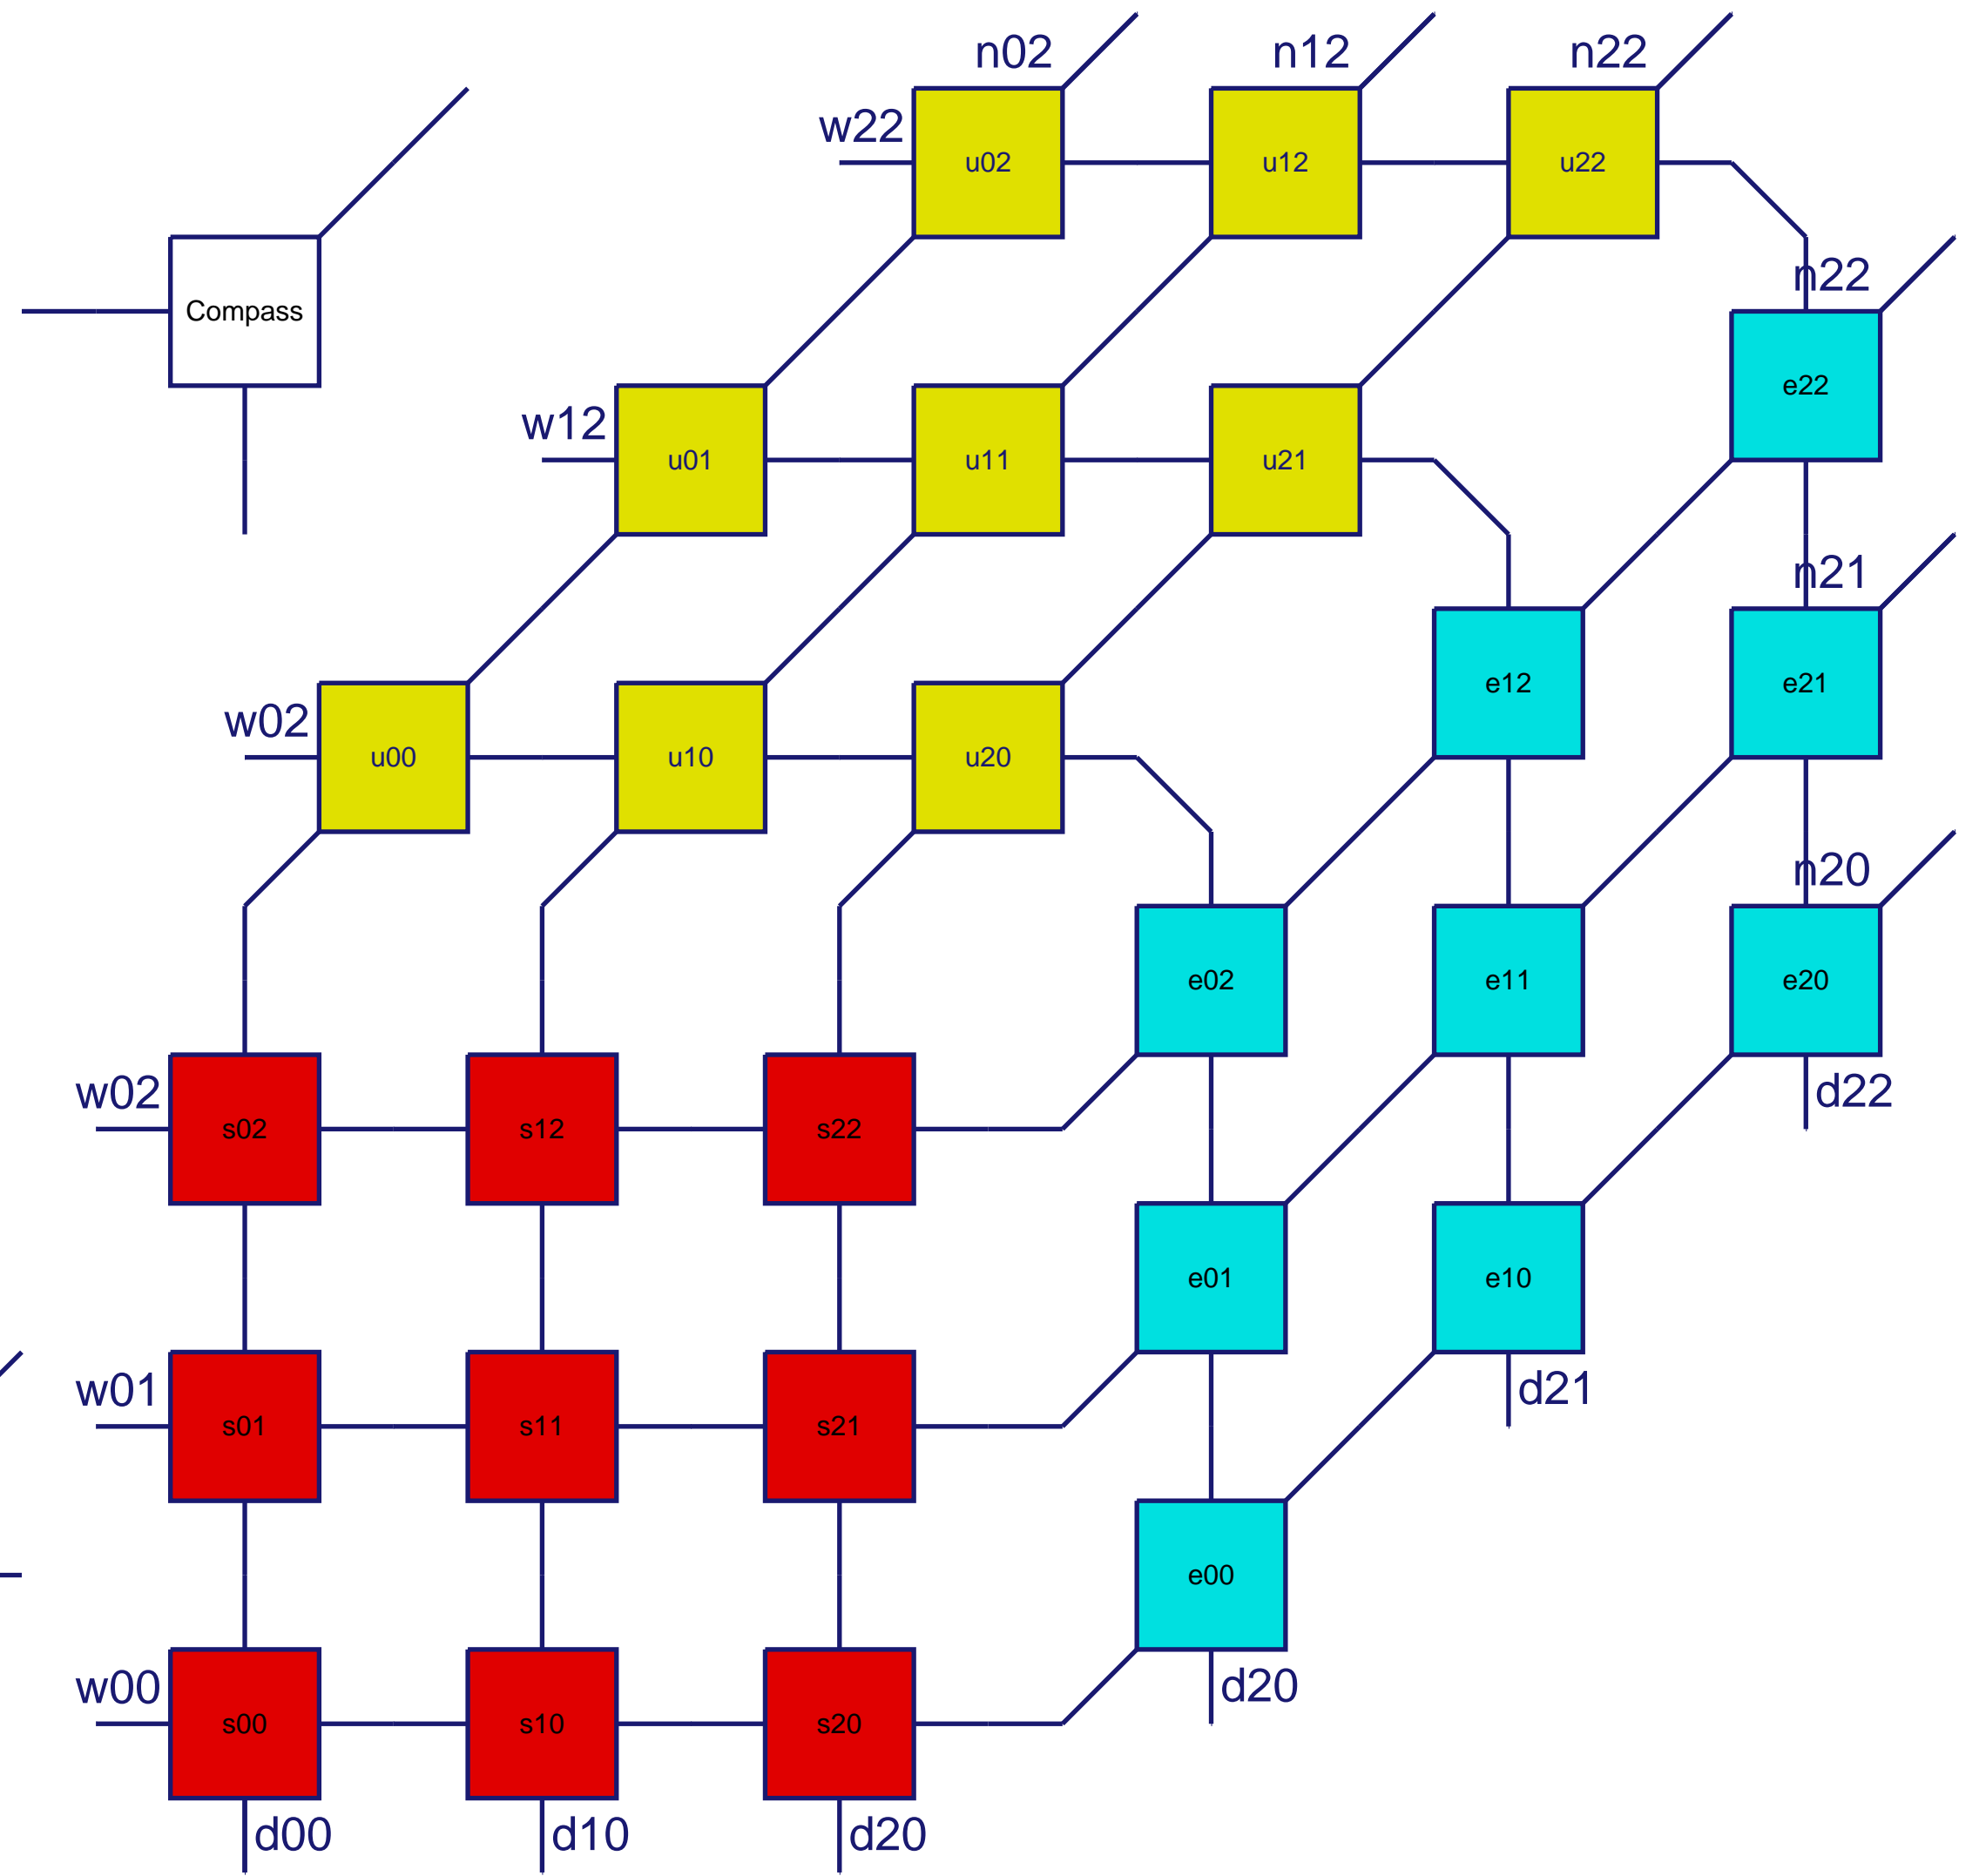 n02 n12 n22
w22 u02 u12 u22
n22
Compass
e22
w12 u01 u11 u21
n21
e12 e21
w02 u00 u10 u20
n20
e02 e11 e20
w02 s02 s12 s22 d22
e01 e10
w01 s01 s11 s21 d21
e00
w00 s00 s10 s20 d20
d00 d10 d20